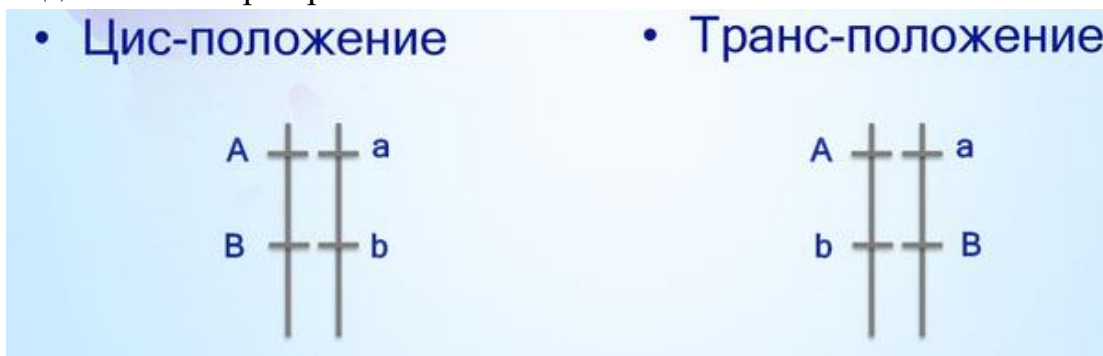 • Цис-положение
• Транс-положение
A a
B b
A a
b B